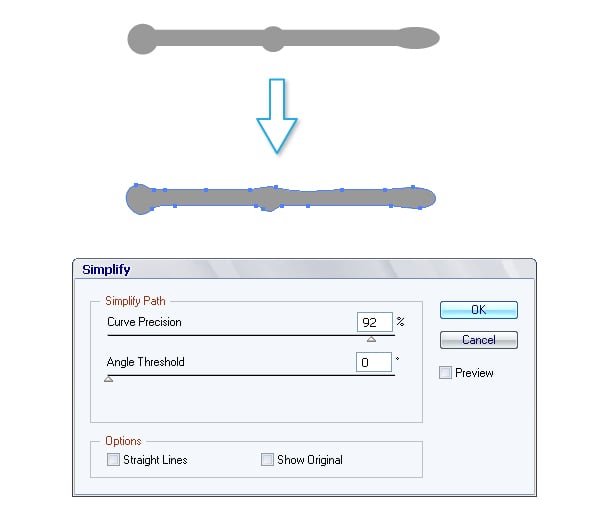 Simplify
Simplify Path
Curve Precision 92 %
OK
Cancel
Angle Threshold 0 °
Preview
Options
Straight Lines Show Original